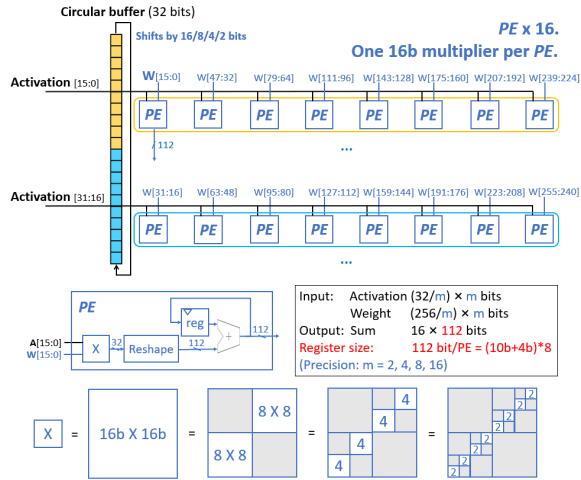 Circular buffer (32 bits)
Shifts by 16/8/4/2 bits
PE x 16.
One 16b multiplier per PE.
Activation [15:0]
W[15:0] W[47:32] W[79:64] W[111:96] W[143:128] W[175:160] W[207:192] W[239:224]
PE PE PE PE PE PE PE PE
112
...
Activation [31:16]
W[31:16] W[63:48] W[95:80] W[127:112] W[159:144] W[191:176] W[223:208] W[255:240]
PE PE PE PE PE PE PE PE
...
PE
A[15:0]
W[15:0]
X 32 Reshape 112 reg + 112
Input: Activation (32/m) × m bits
Weight (256/m) × m bits
Output: Sum 16 × 112 bits
Register size: 112 bit/PE = (10b+4b)*8
(Precision: m = 2, 4, 8, 16)
X = 16b X 16b = 8 X 8 8 X 8 = 4 4 4 4 = 2 2 2 2 2 2 2 2